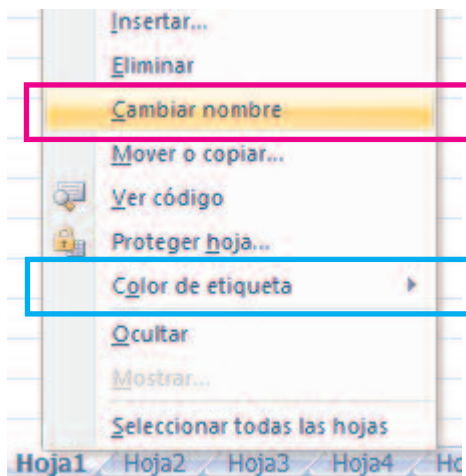 Insertar...
Eliminar
Cambiar nombre
Mover o copiar...
Ver código
Proteger hoja...
Color de etiqueta
Ocultar
Mostrar...
Seleccionar todas las hojas
Hoja1 Hoja2 Hoja3 Hoja4 Ho